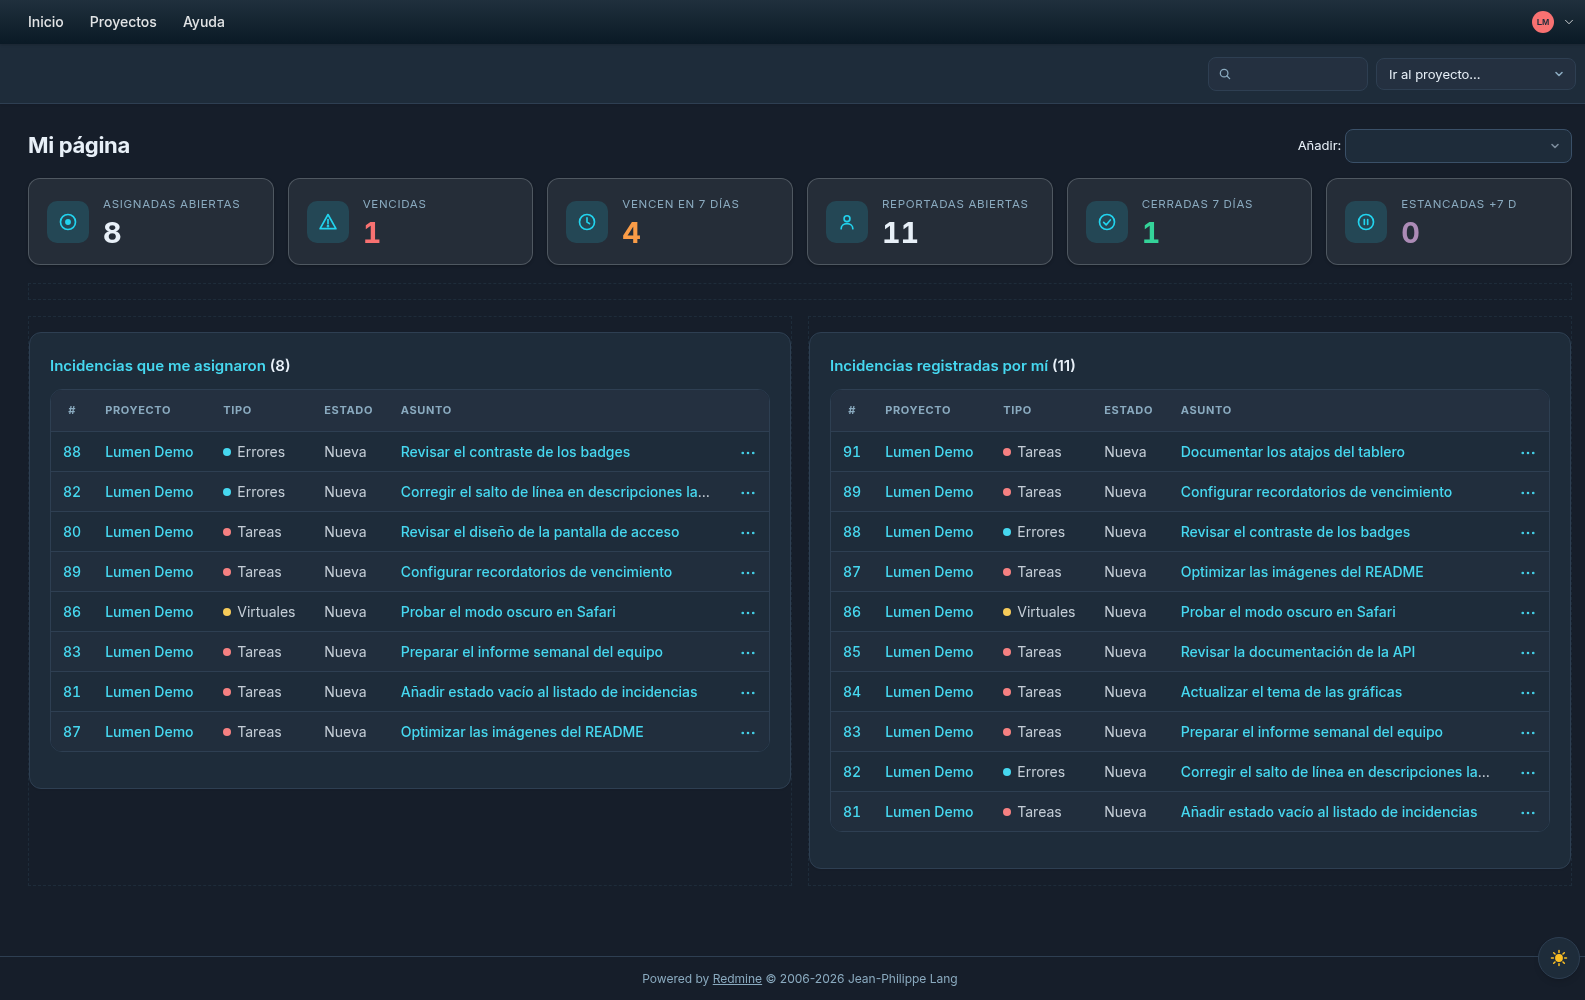 Inicio Proyectos Ayuda LM
Ir al proyecto...
Mi página Añadir:
ASIGNADAS ABIERTAS VENCIDAS VENCEN EN 7 DÍAS REPORTADAS ABIERTAS CERRADAS 7 DÍAS ESTANCADAS +7 D
8 1 4 11 1 0
Incidencias que me asignaron (8)
# PROYECTO TIPO ESTADO ASUNTO
88 Lumen Demo Errores Nueva Revisar el contraste de los badges ...
82 Lumen Demo Errores Nueva Corregir el salto de línea en descripciones la... ...
80 Lumen Demo Tareas Nueva Revisar el diseño de la pantalla de acceso ...
89 Lumen Demo Tareas Nueva Configurar recordatorios de vencimiento ...
86 Lumen Demo Virtuales Nueva Probar el modo oscuro en Safari ...
83 Lumen Demo Tareas Nueva Preparar el informe semanal del equipo ...
81 Lumen Demo Tareas Nueva Añadir estado vacío al listado de incidencias ...
87 Lumen Demo Tareas Nueva Optimizar las imágenes del README ...
Incidencias registradas por mí (11)
# PROYECTO TIPO ESTADO ASUNTO
91 Lumen Demo Tareas Nueva Documentar los atajos del tablero ...
89 Lumen Demo Tareas Nueva Configurar recordatorios de vencimiento ...
88 Lumen Demo Errores Nueva Revisar el contraste de los badges ...
87 Lumen Demo Tareas Nueva Optimizar las imágenes del README ...
86 Lumen Demo Virtuales Nueva Probar el modo oscuro en Safari ...
85 Lumen Demo Tareas Nueva Revisar la documentación de la API ...
84 Lumen Demo Tareas Nueva Actualizar el tema de las gráficas ...
83 Lumen Demo Tareas Nueva Preparar el informe semanal del equipo ...
82 Lumen Demo Errores Nueva Corregir el salto de línea en descripciones la... ...
81 Lumen Demo Tareas Nueva Añadir estado vacío al listado de incidencias ...
Powered by Redmine © 2006-2026 Jean-Philippe Lang